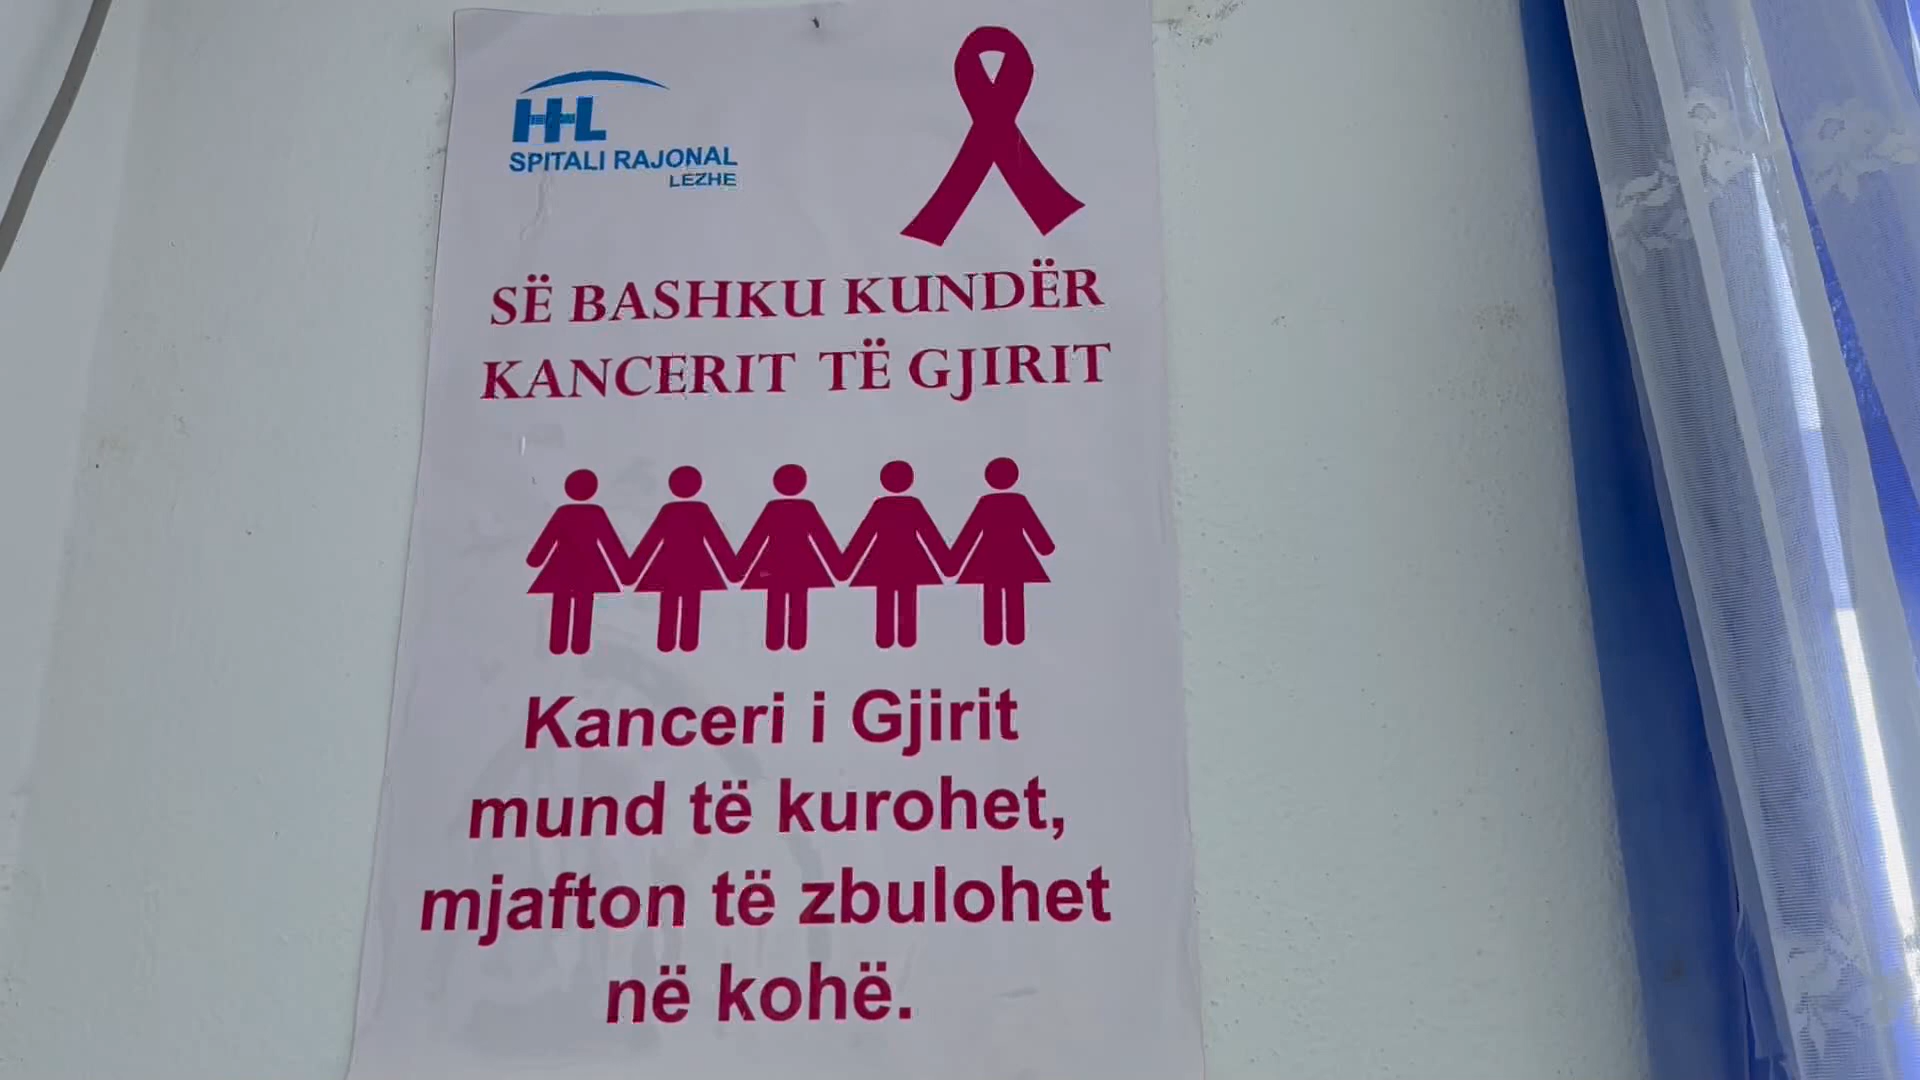 HHL
SPITALI RAJONAL
LEZHE
SË BASHKU KUNDËR
KANCERIT TË GJIRIT
Kanceri i Gjirit
mund të kurohet,
mjafton të zbulohet
në kohë.